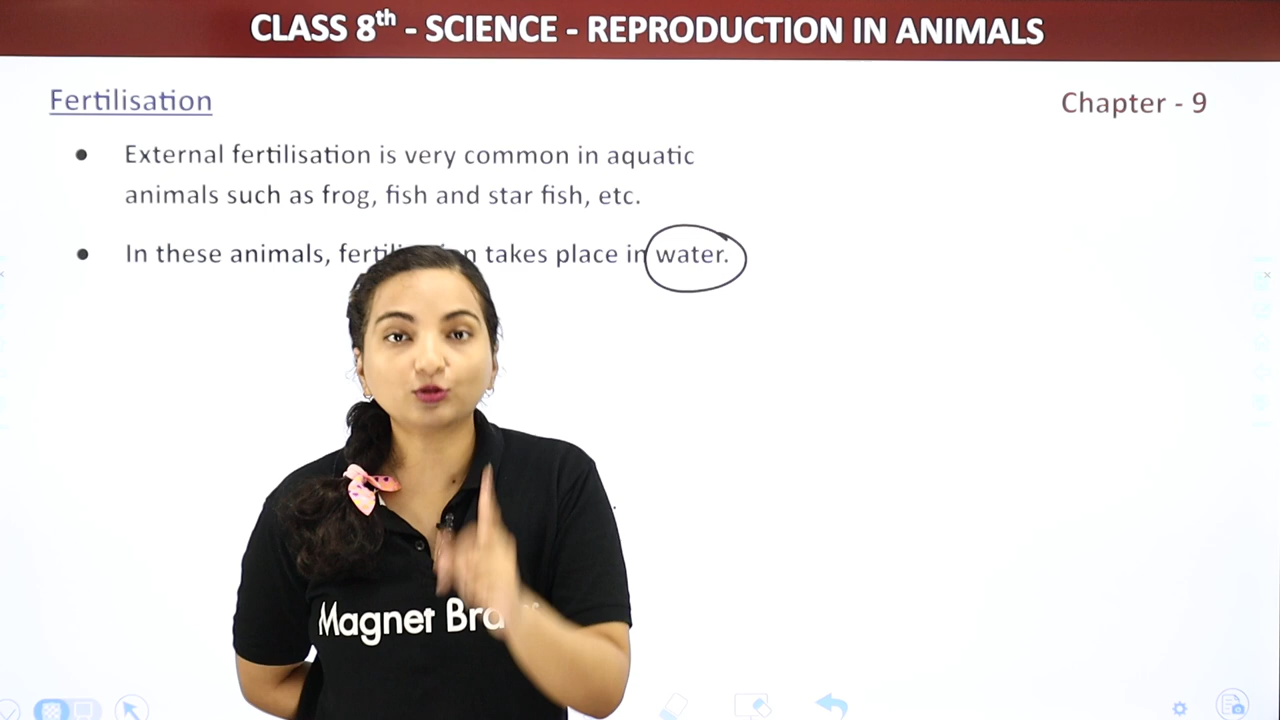 CLASS 8th - SCIENCE - REPRODUCTION IN ANIMALS
Fertilisation
Chapter - 9
External fertilisation is very common in aquatic
animals such as frog, fish and star fish, etc.
In these animals, takes place in water.
Magnet